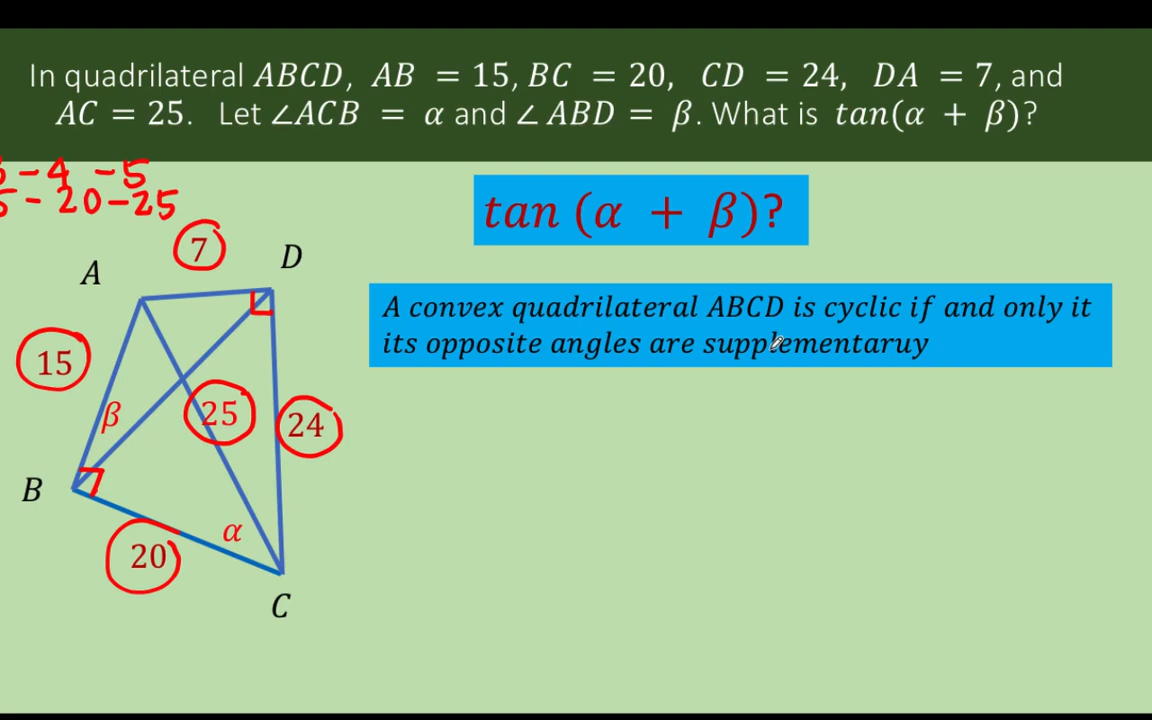 In quadrilateral ABCD, AB = 15, BC = 20, CD = 24, DA = 7, and
AC = 25. Let ∠ACB = α and ∠ABD = β. What is tan(α + β)?
3 - 4 - 5
- 20 - 25
tan (α + β)?
7
D
A
A convex quadrilateral ABCD is cyclic if and only it
its opposite angles are supplementaruy
15
β
25
24
B
α
20
C